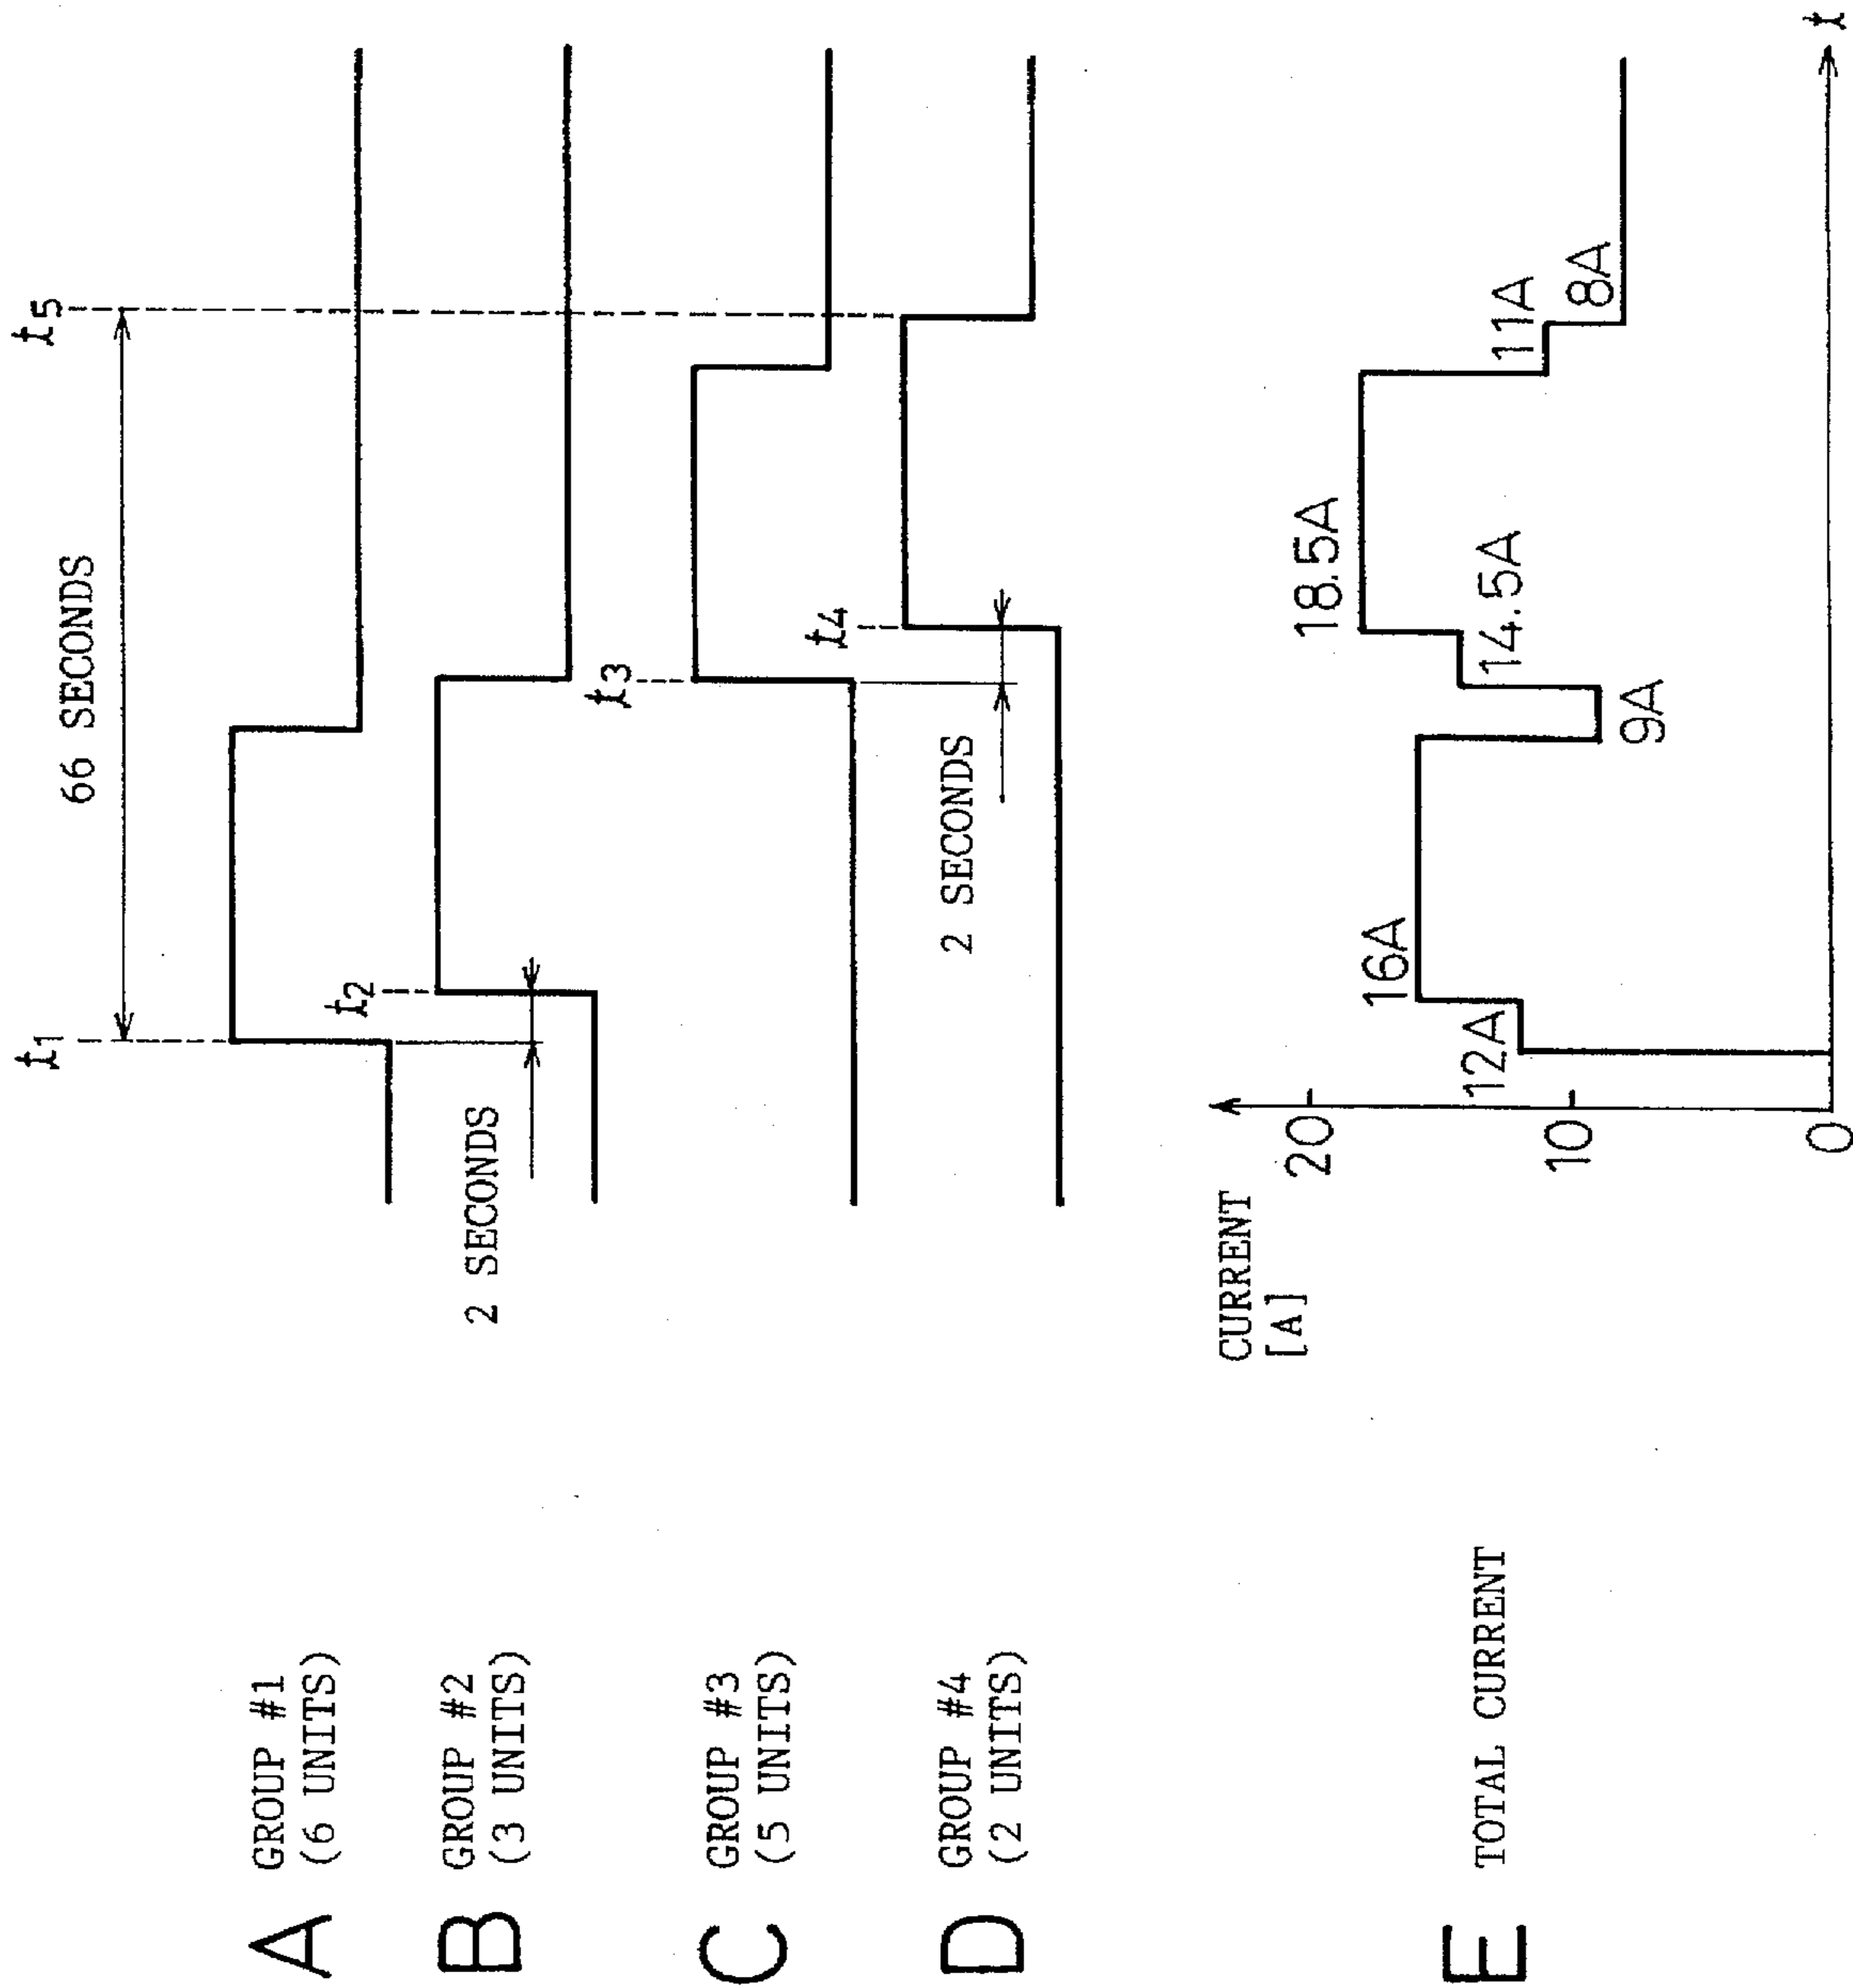 t1
t5
66 SECONDS
A GROUP #1
(6 UNITS)
t2
2 SECONDS
B GROUP #2
(3 UNITS)
t3
C GROUP #3
(5 UNITS)
t4
2 SECONDS
D GROUP #4
(2 UNITS)
CURRENT
[A]
20
10
0
12A
16A
9A
14.5A
18.5A
11A
8A
t
E TOTAL CURRENT